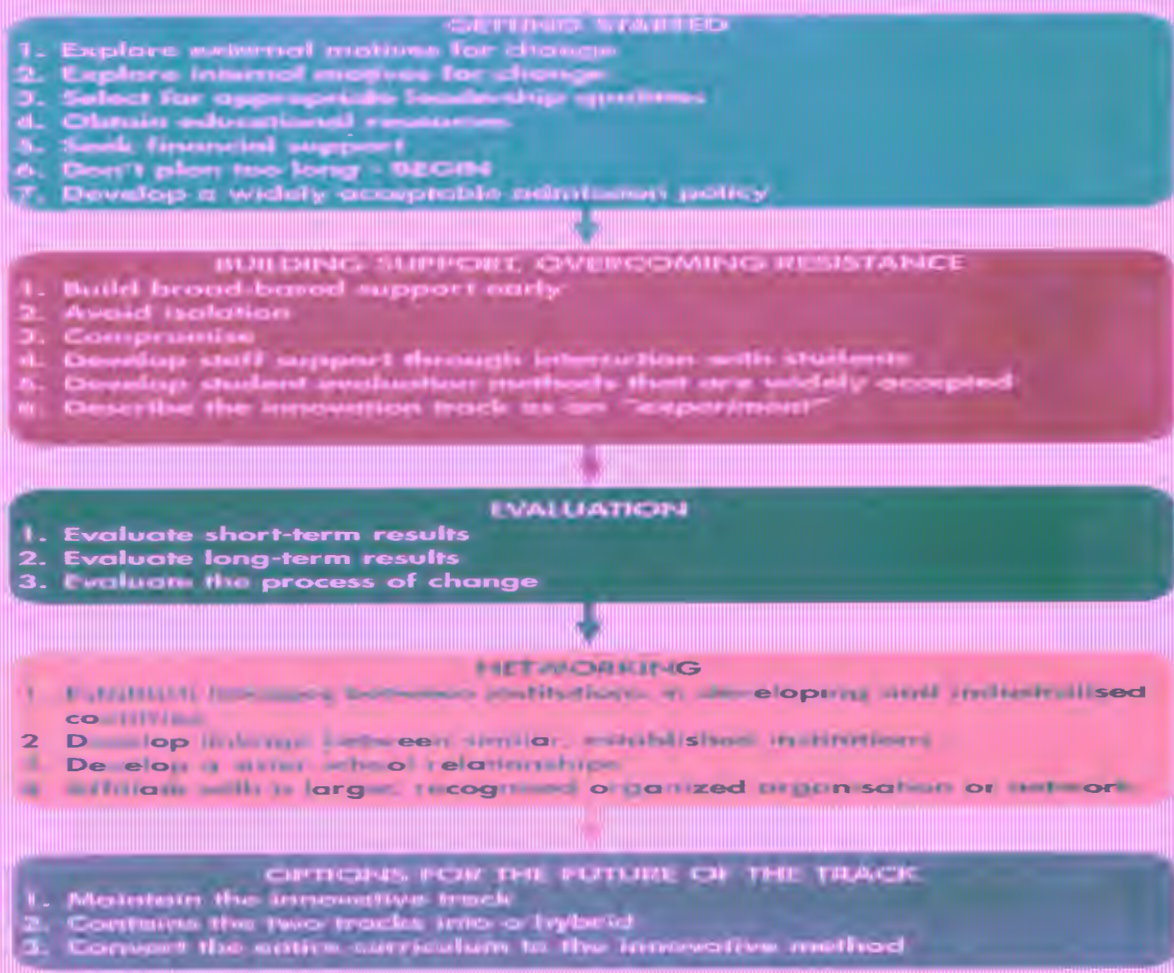 GETTING STARTED
1. Explore external motives for change
2. Explore internal motives for change
3. Select for appropriate leadership qualities
4. Obtain educational resources
5. Seek financial support
6. Don't plan too long - BEGIN
7. Develop a widely acceptable admission policy
BUILDING SUPPORT, OVERCOMING RESISTANCE
1. Build broad-based support early
2. Avoid isolation
3. Compromise
4. Develop staff support through interaction with students
5. Develop student evaluation methods that are widely accepted
6. Describe the innovation track as an "experiment"
EVALUATION
1. Evaluate short-term results
2. Evaluate long-term results
3. Evaluate the process of change
NETWORKING
1. Establish linkages between institutions in developing and industrialised
countries
2 Develop linkage between similar, established institutions
3. Develop a sister school relationships
4. Affiliate with a larger, recognised organized organisation or network
OPTIONS FOR THE FUTURE OF THE TRACK
1. Maintain the innovative track
2. Contains the two tracks into a hybrid
3. Convert the entire curriculum to the innovative method